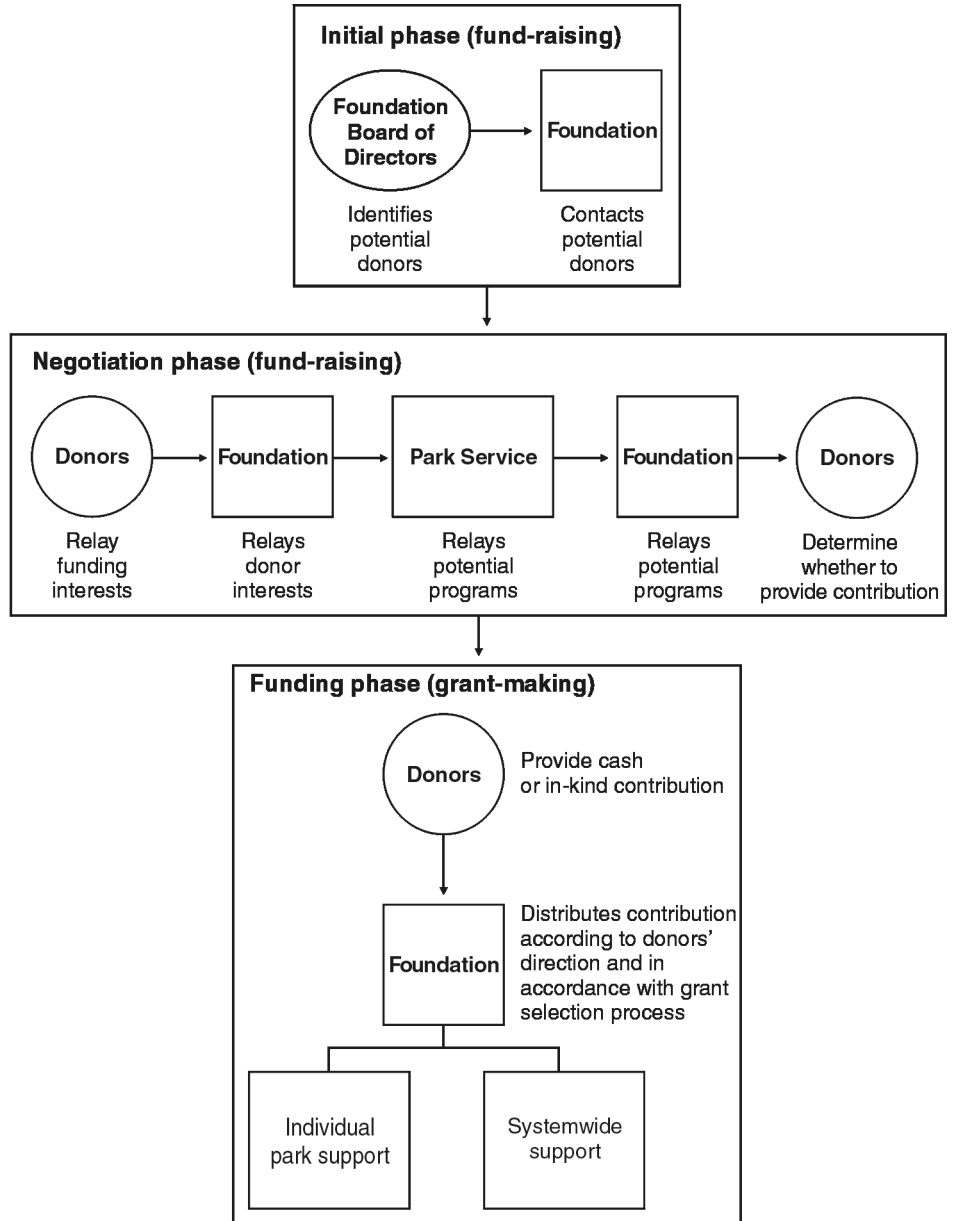 Initial phase (fund-raising)
Foundation
Board of
Directors
Foundation
Identifies
potential
donors
Contacts
potential
donors
Negotiation phase (fund-raising)
Donors
Foundation
Park Service
Foundation
Donors
Relay
funding
interests
Relays
donor
interests
Relays
potential
programs
Relays
potential
programs
Determine
whether to
provide contribution
Funding phase (grant-making)
Donors
Provide cash
or in-kind contribution
Foundation
Distributes contribution
according to donors’
direction and in
accordance with grant
selection process
Individual
park support
Systemwide
support